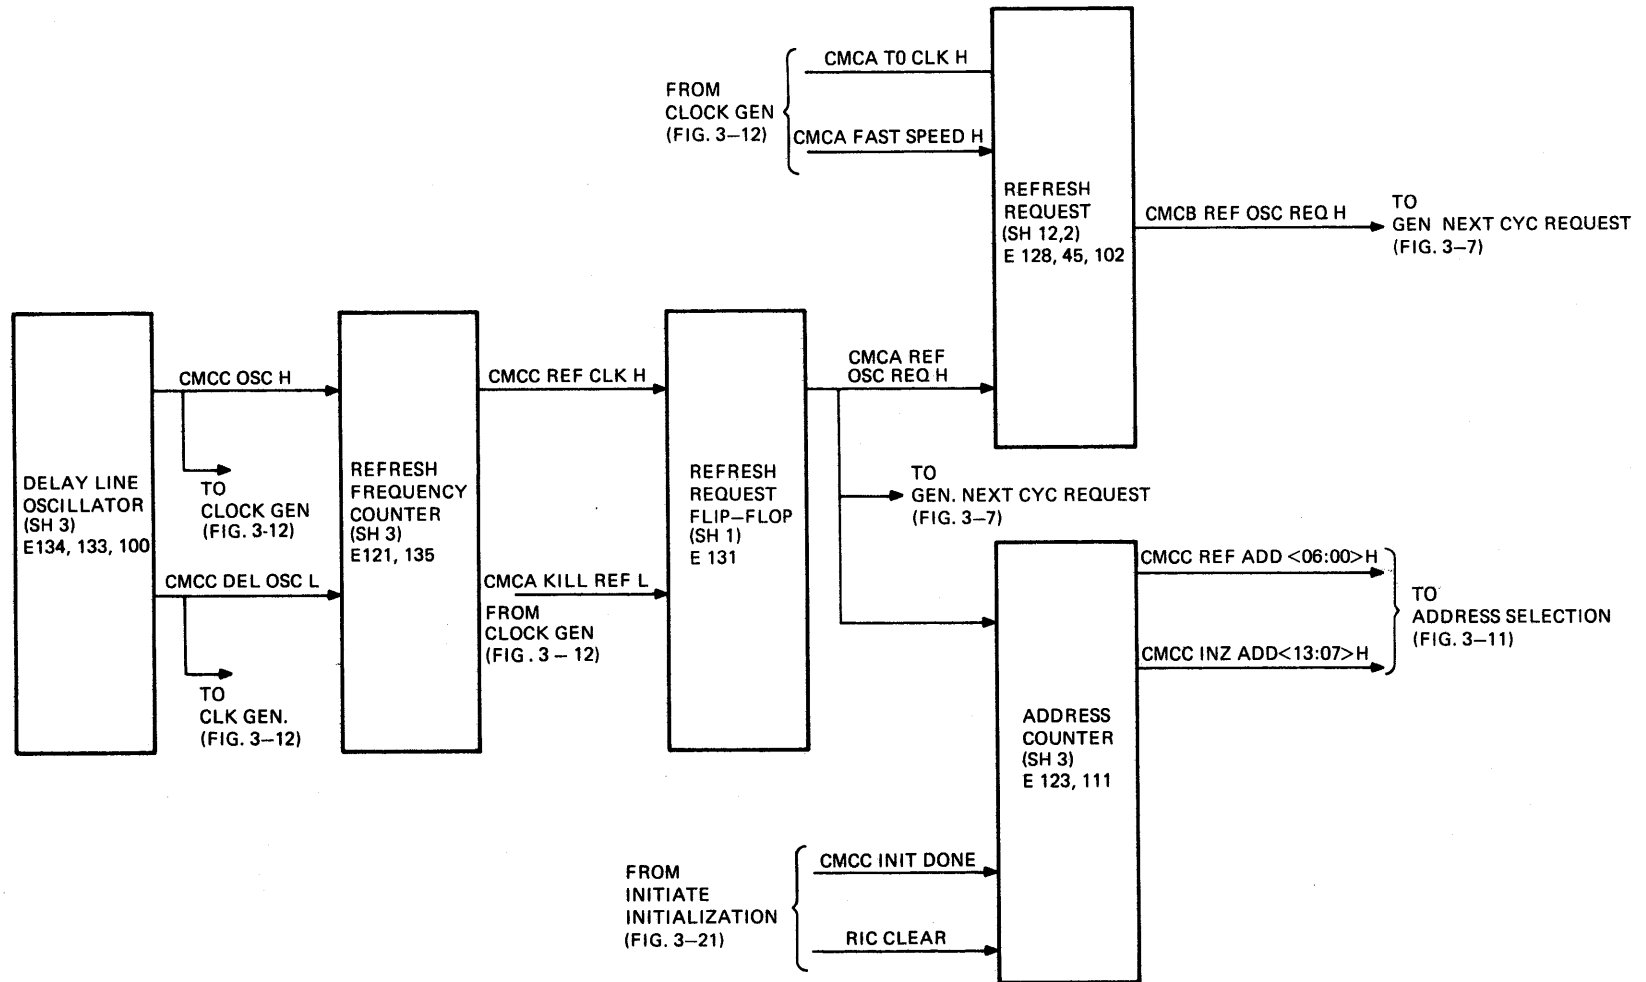 CMCA T0 CLK H
FROM
CLOCK GEN
(FIG. 3–12)
CMCA FAST SPEED H
REFRESH
REQUEST
(SH 12,2)
E 128, 45, 102
CMCB REF OSC REQ H
TO
GEN NEXT CYC REQUEST
(FIG. 3–7)
DELAY LINE
OSCILLATOR
(SH 3)
E134, 133, 100
CMCC OSC H
TO
CLOCK GEN
(FIG. 3-12)
CMCC DEL OSC L
TO
CLK GEN.
(FIG. 3–12)
REFRESH
FREQUENCY
COUNTER
(SH 3)
E121, 135
CMCC REF CLK H
CMCA KILL REF L
FROM
CLOCK GEN
(FIG. 3 – 12)
REFRESH
REQUEST
FLIP–FLOP
(SH 1)
E 131
CMCA REF
OSC REQ H
TO
GEN. NEXT CYC REQUEST
(FIG. 3–7)
ADDRESS
COUNTER
(SH 3)
E 123, 111
CMCC REF ADD <06:00>H
CMCC INZ ADD<13:07>H
TO
ADDRESS SELECTION
(FIG. 3–11)
FROM
INITIATE
INITIALIZATION
(FIG. 3–21)
CMCC INIT DONE
RIC CLEAR